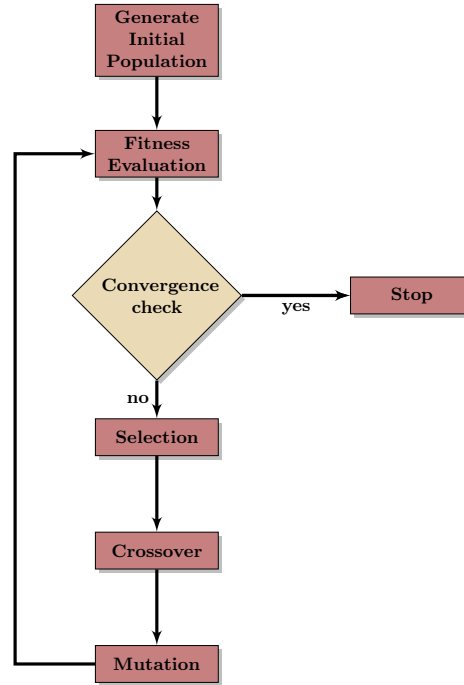 Generate
Initial
Population
Fitness
Evaluation
Convergence
check
yes
Stop
no
Selection
Crossover
Mutation